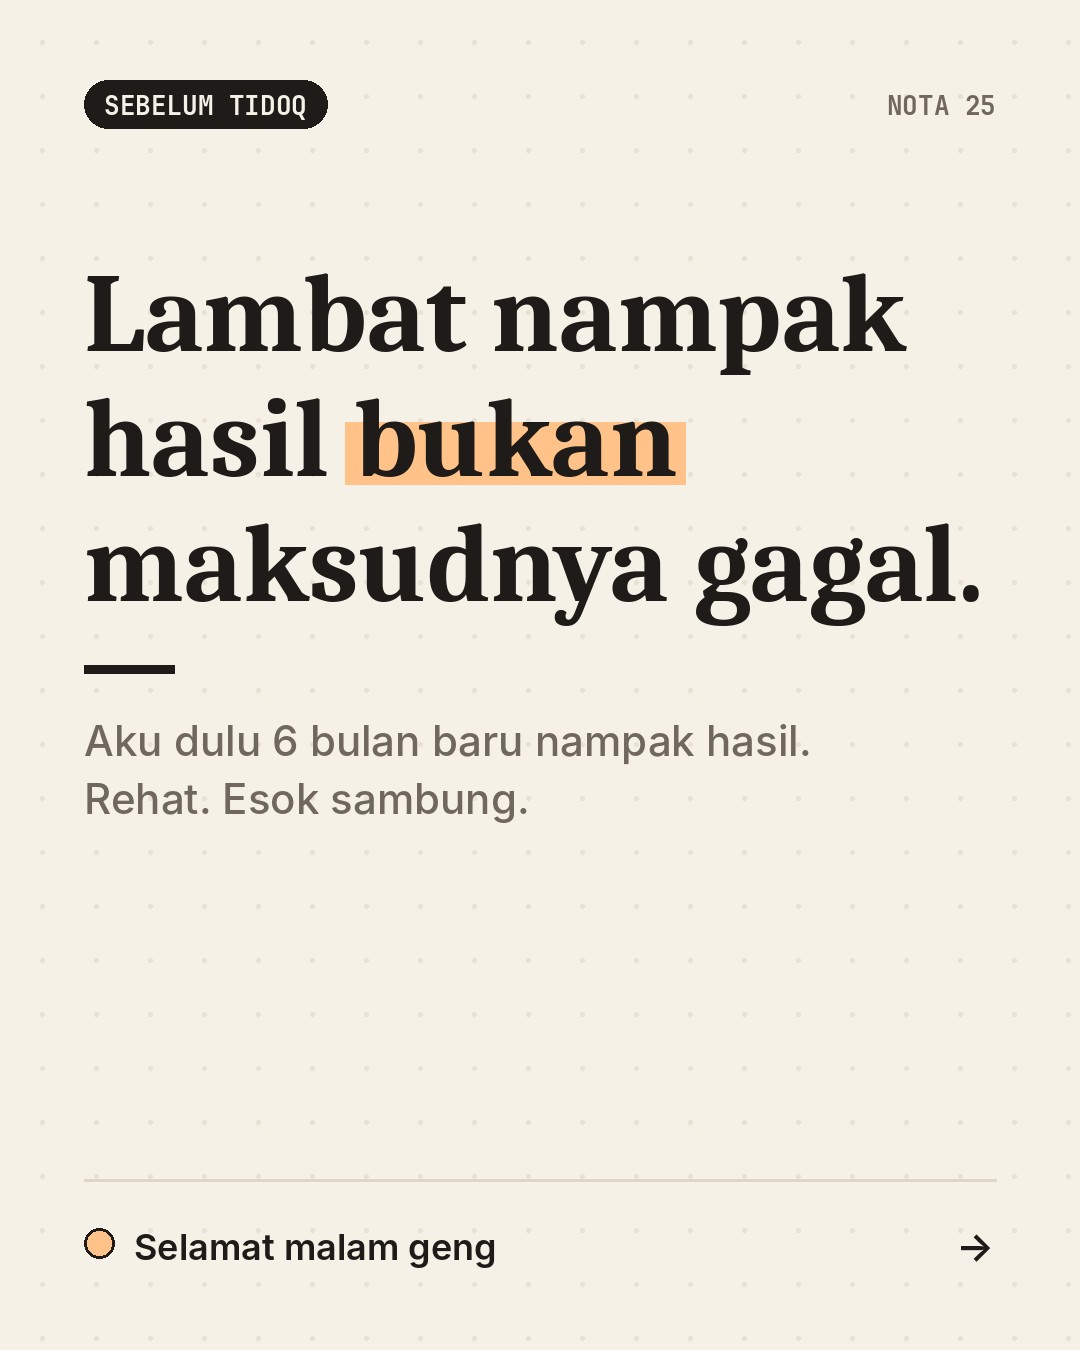 SEBELUM TIDOQ
NOTA 25
Lambat nampak
hasil bukan
maksudnya gagal.
Aku dulu 6 bulan baru nampak hasil.
Rehat. Esok sambung.
Selamat malam geng
→